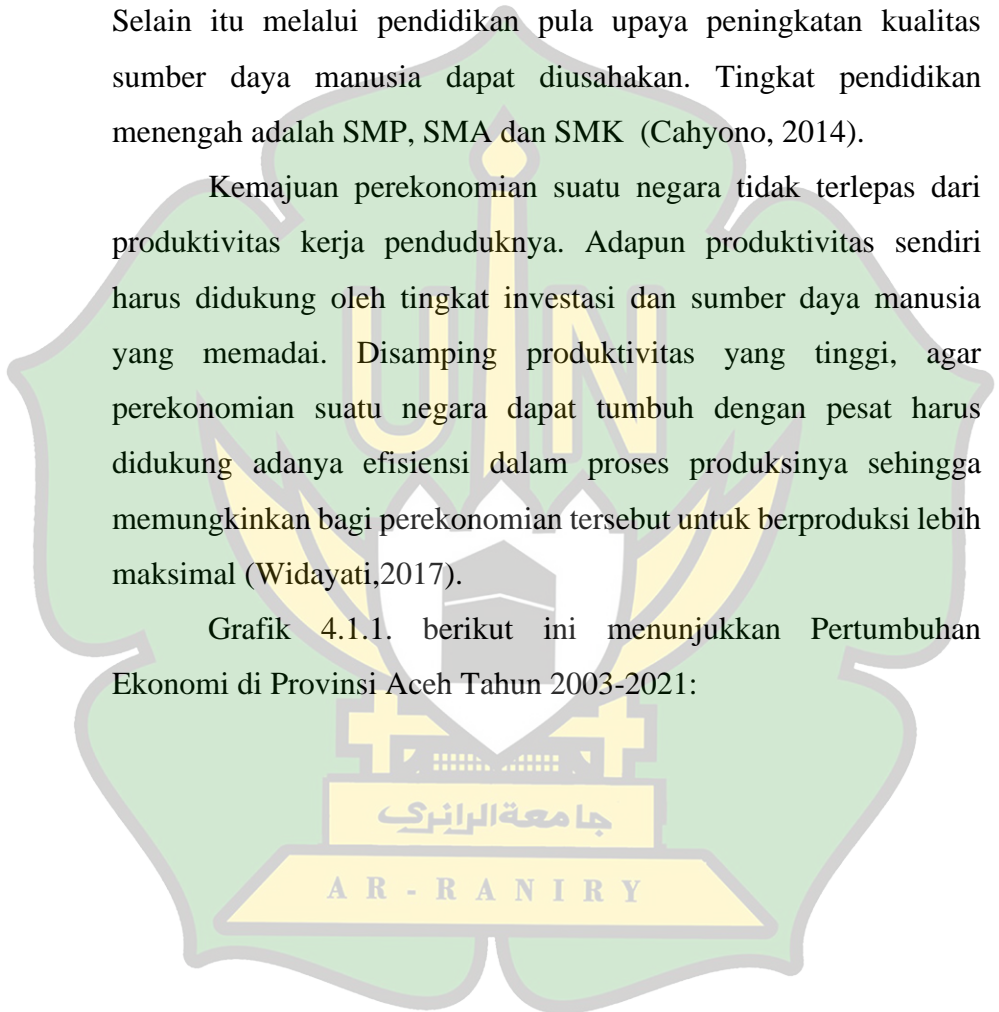 Selain itu melalui pendidikan pula upaya peningkatan kualitas
sumber daya manusia dapat diusahakan. Tingkat pendidikan
menengah adalah SMP, SMA dan SMK  (Cahyono, 2014).
Kemajuan perekonomian suatu negara tidak terlepas dari
produktivitas kerja penduduknya. Adapun produktivitas sendiri
harus didukung oleh tingkat investasi dan sumber daya manusia
yang memadai. Disamping produktivitas yang tinggi, agar
perekonomian suatu negara dapat tumbuh dengan pesat harus
didukung adanya efisiensi dalam proses produksinya sehingga
memungkinkan bagi perekonomian tersebut untuk berproduksi lebih
maksimal (Widayati,2017).
Grafik 4.1.1. berikut ini menunjukkan Pertumbuhan
Ekonomi di Provinsi Aceh Tahun 2003-2021:
UIN
جامعةالرانري
AR-RANIRY